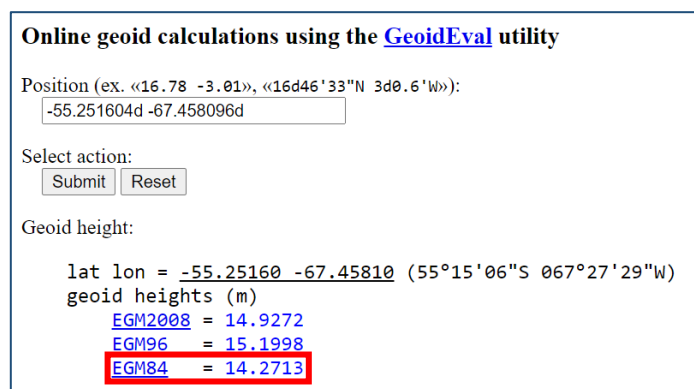 Online geoid calculations using the GeoidEval utility
Position (ex. «16.78 -3.01», «16d46'33"N 3d0.6'W»):
-55.251604d -67.458096d
Select action:
Submit Reset
Geoid height:
lat lon = -55.25160 -67.45810 (55°15'06"S 067°27'29"W)
geoid heights (m)
EGM2008 = 14.9272
EGM96 = 15.1998
EGM84 = 14.2713